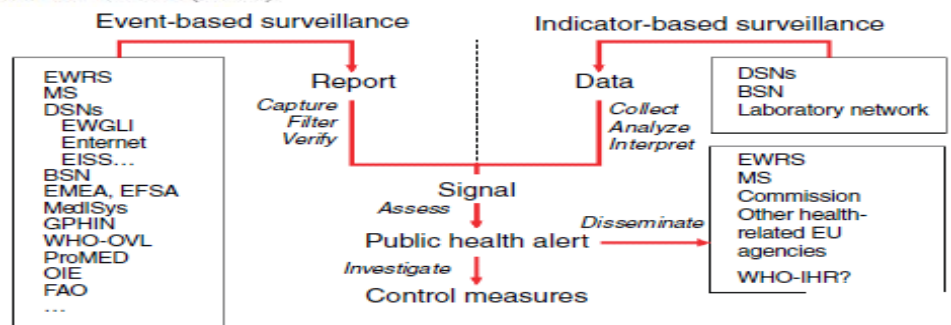 Event-based surveillance
Indicator-based surveillance
EWRS
MS
DSNs
EWGLI
Enternet
EISS...
BSN
EMEA, EFSA
MedISys
GPHIN
WHO-OVL
ProMED
OIE
FAO
...
Report
Capture
Filter
Verify
Data
Collect
Analyze
Interpret
DSNs
BSN
Laboratory network
Signal
Assess
Public health alert
Disseminate
Investigate
Control measures
EWRS
MS
Commission
Other health-
related EU
agencies
WHO-IHR?